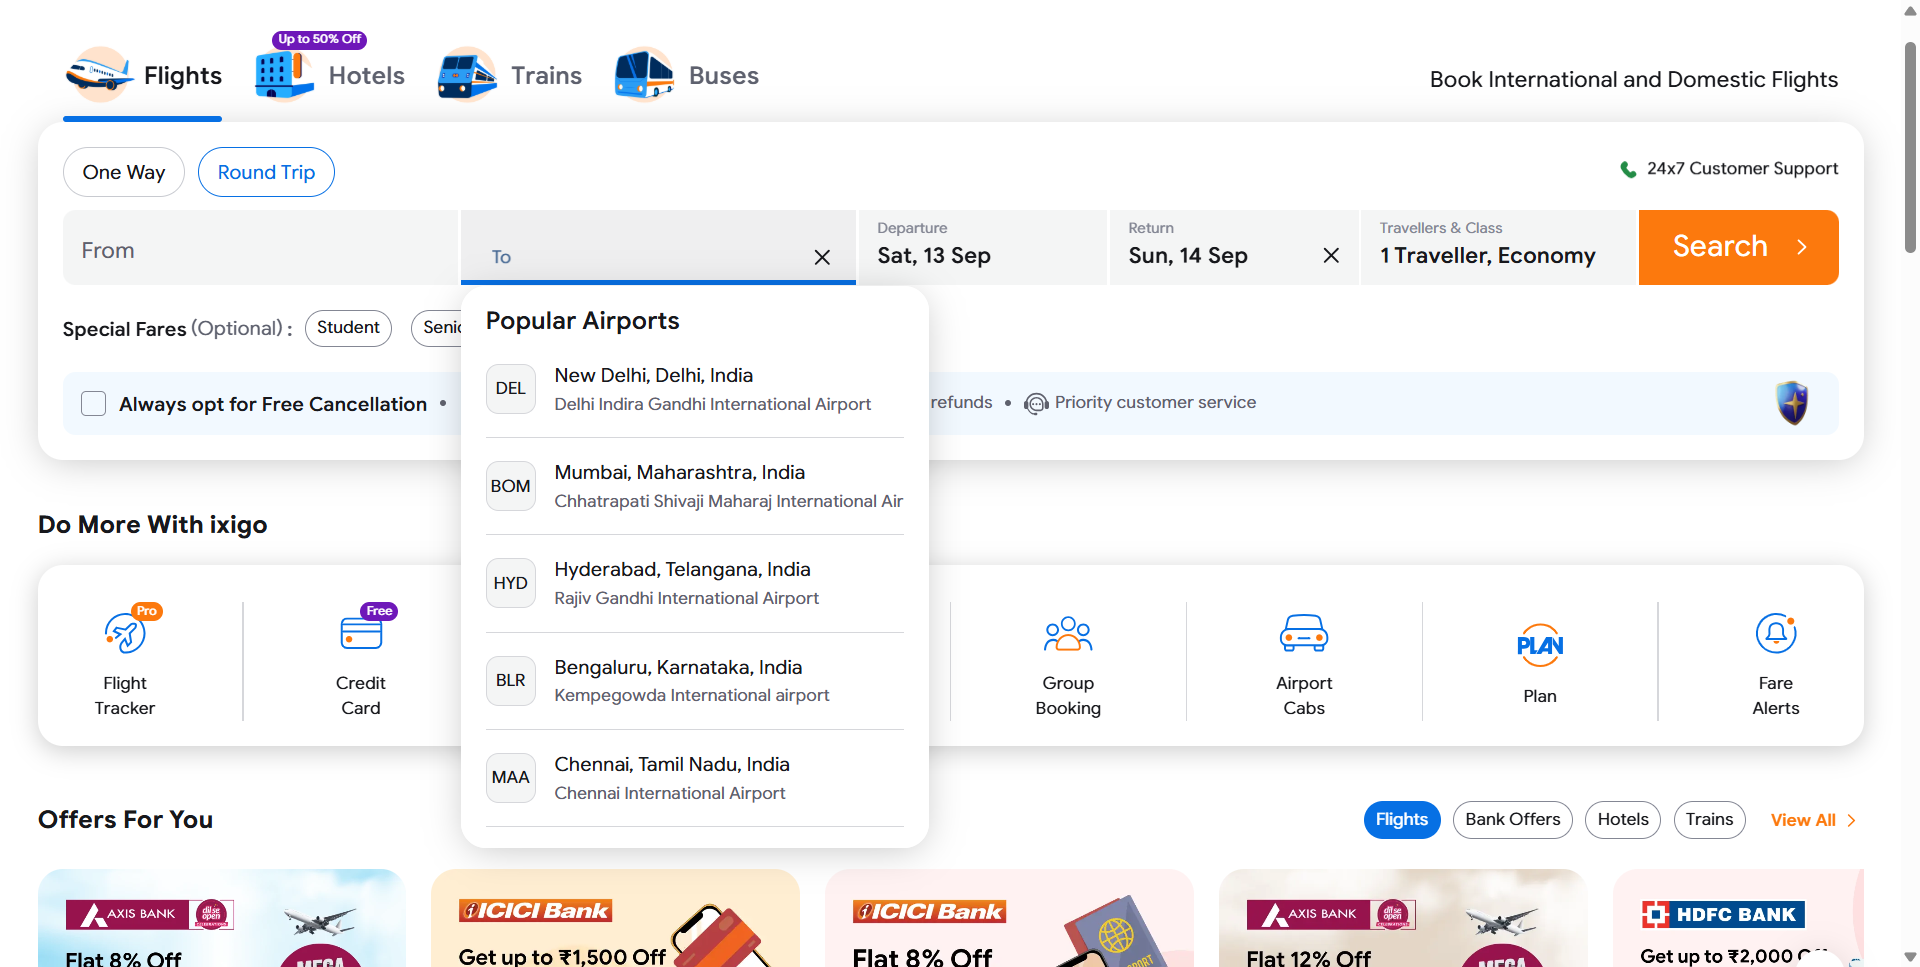 Up to 50% Off
Flights
Hotels
Trains
Buses
Book International and Domestic Flights
One Way
Round Trip
24x7 Customer Support
From
To
Departure
Sat, 13 Sep
Return
Sun, 14 Sep
Travellers & Class
1 Traveller, Economy
Search
Special Fares (Optional) :
Student
Senic
Popular Airports
DEL
New Delhi, Delhi, India
Delhi Indira Gandhi International Airport
BOM
Mumbai, Maharashtra, India
Chhatrapati Shivaji Maharaj International Air
HYD
Hyderabad, Telangana, India
Rajiv Gandhi International Airport
BLR
Bengaluru, Karnataka, India
Kempegowda International airport
MAA
Chennai, Tamil Nadu, India
Chennai International Airport
Always opt for Free Cancellation •
refunds • Priority customer service
Do More With ixigo
Pro
Flight
Tracker
Free
Credit
Card
Group
Booking
Airport
Cabs
PLAN
Plan
Fare
Alerts
Offers For You
Flights
Bank Offers
Hotels
Trains
View All
AXIS BANK
dil se
open
Flat 8% Off
MEGA
ICICI Bank
Get up to ₹1,500 Off
ICICI Bank
Flat 8% Off
AXIS BANK
dil se
open
Flat 12% Off
MEGA
HDFC BANK
Get up to ₹2,000